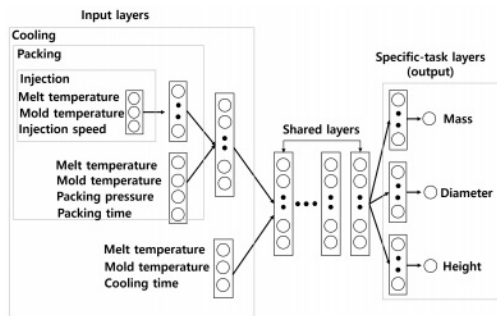 Input layers
Cooling
Packing
Injection
Melt temperature
Mold temperature
Injection speed
Melt temperature
Mold temperature
Packing pressure
Packing time
Melt temperature
Mold temperature
Cooling time
Shared layers
Specific-task layers
(output)
Mass
Diameter
Height